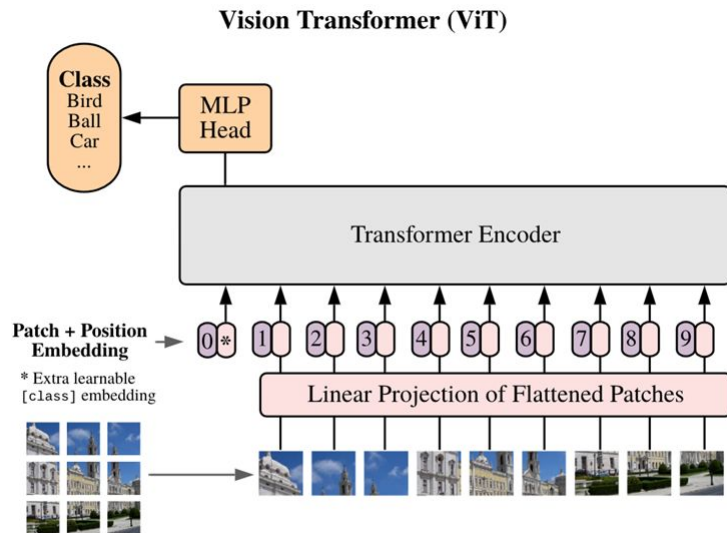 Vision Transformer (ViT)
Class
Bird
Ball
Car
...
MLP
Head
Transformer Encoder
Patch + Position
Embedding
0 * 1 2 3 4 5 6 7 8 9
* Extra learnable
[class] embedding
Linear Projection of Flattened Patches